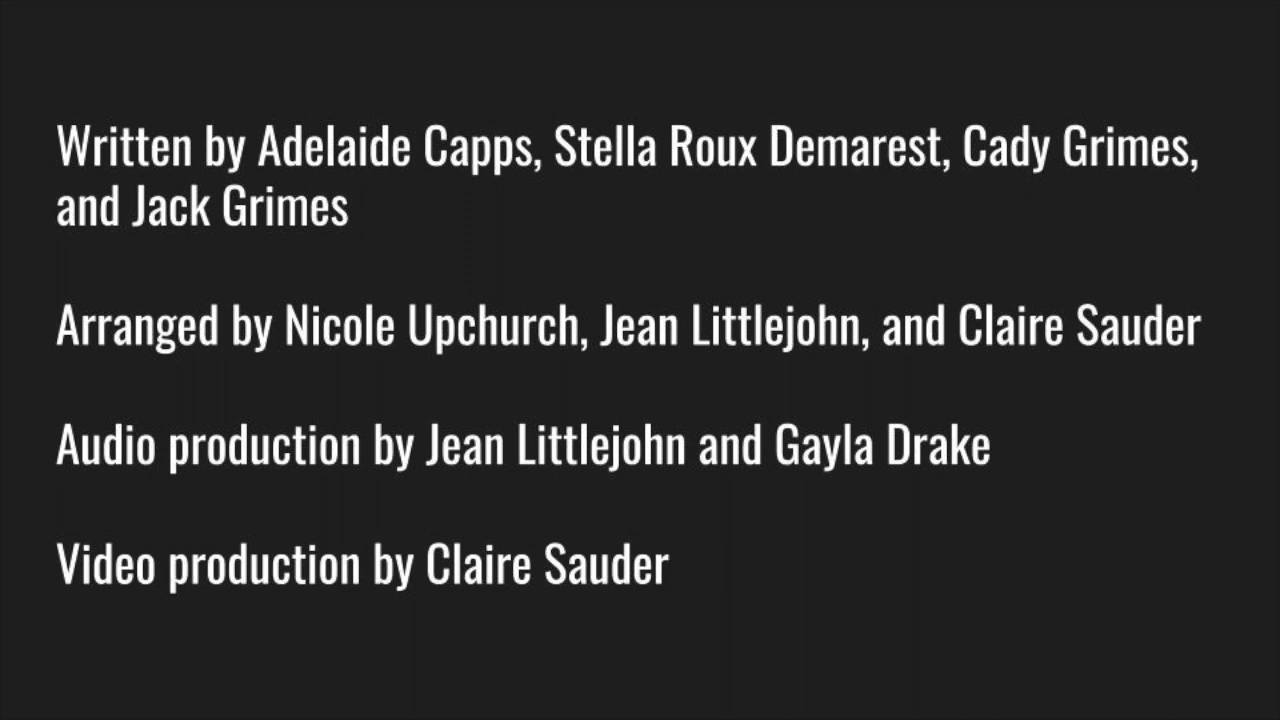 Written by Adelaide Capps, Stella Roux Demarest, Cady Grimes,
and Jack Grimes
Arranged by Nicole Upchurch, Jean Littlejohn, and Claire Sauder
Audio production by Jean Littlejohn and Gayla Drake
Video production by Claire Sauder